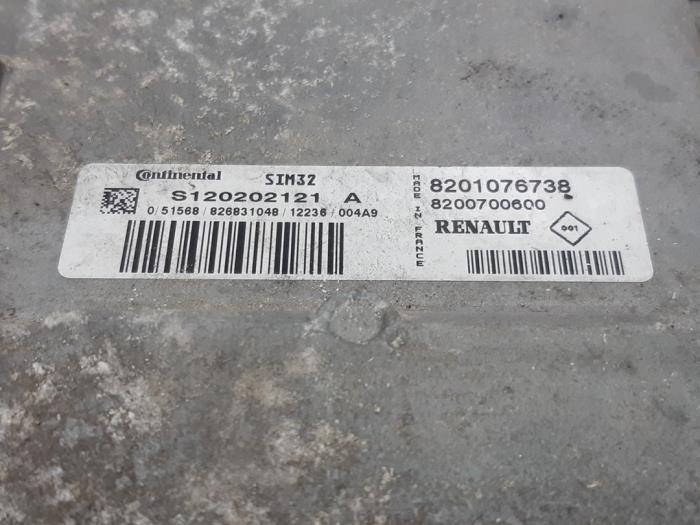 Continental SIM32
S120202121 A
0/51568/826831048/12236/004A9
MADE IN FRANCE
8201076738
8200700600
RENAULT 001